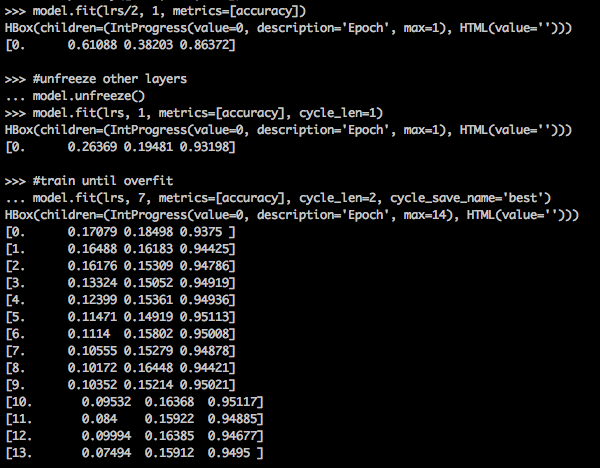 >>> model.fit(lrs/2, 1, metrics=[accuracy])
HBox(children=(IntProgress(value=0, description='Epoch', max=1), HTML(value='')))
[0.      0.61088 0.38203 0.86372]
>>> #unfreeze other layers
... model.unfreeze()
>>> model.fit(lrs, 1, metrics=[accuracy], cycle_len=1)
HBox(children=(IntProgress(value=0, description='Epoch', max=1), HTML(value='')))
[0.      0.26369 0.19481 0.93198]
>>> #train until overfit
... model.fit(lrs, 7, metrics=[accuracy], cycle_len=2, cycle_save_name='best')
HBox(children=(IntProgress(value=0, description='Epoch', max=14), HTML(value='')))
[0.      0.17079 0.18498 0.9375 ]
[1.      0.16488 0.16183 0.94425]
[2.      0.16176 0.15309 0.94786]
[3.      0.13324 0.15052 0.94919]
[4.      0.12399 0.15361 0.94936]
[5.      0.11471 0.14919 0.95113]
[6.      0.1114  0.15802 0.95008]
[7.      0.10555 0.15279 0.94878]
[8.      0.10172 0.16448 0.94421]
[9.      0.10352 0.15214 0.95021]
[10.       0.09532  0.16368  0.95117]
[11.       0.084    0.15922  0.94885]
[12.       0.09994  0.16385  0.94677]
[13.       0.07494  0.15912  0.9495 ]